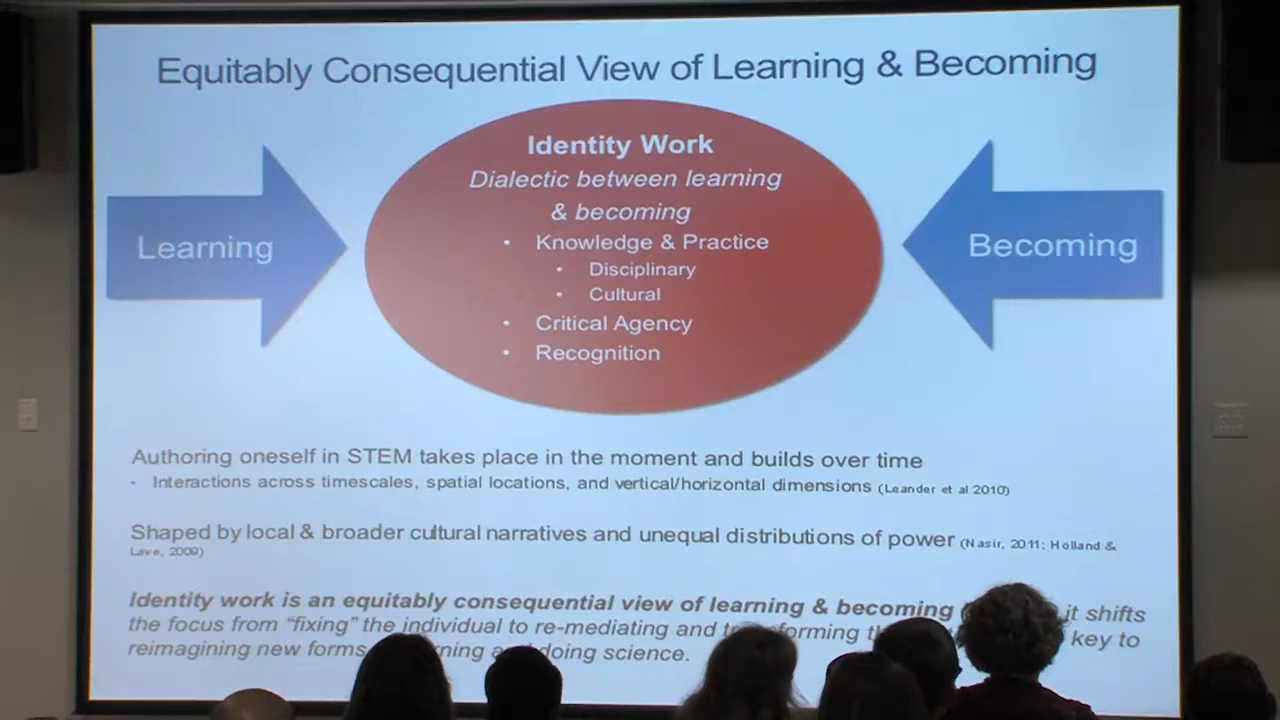 Equitably Consequential View of Learning & Becoming
Learning
Identity Work
Dialectic between learning
& becoming
• Knowledge & Practice
• Disciplinary
• Cultural
• Critical Agency
• Recognition
Becoming
Authoring oneself in STEM takes place in the moment and builds over time
• Interactions across timescales, spatial locations, and vertical/horizontal dimensions (Leander et al 2010)
Shaped by local & broader cultural narratives and unequal distributions of power (Nasir, 2011; Holland &
Lave, 2009)
Identity work is an equitably consequential view of learning & becoming it shifts
the focus from "fixing" the individual to re-mediating and key to
reimagining new forms doing science.